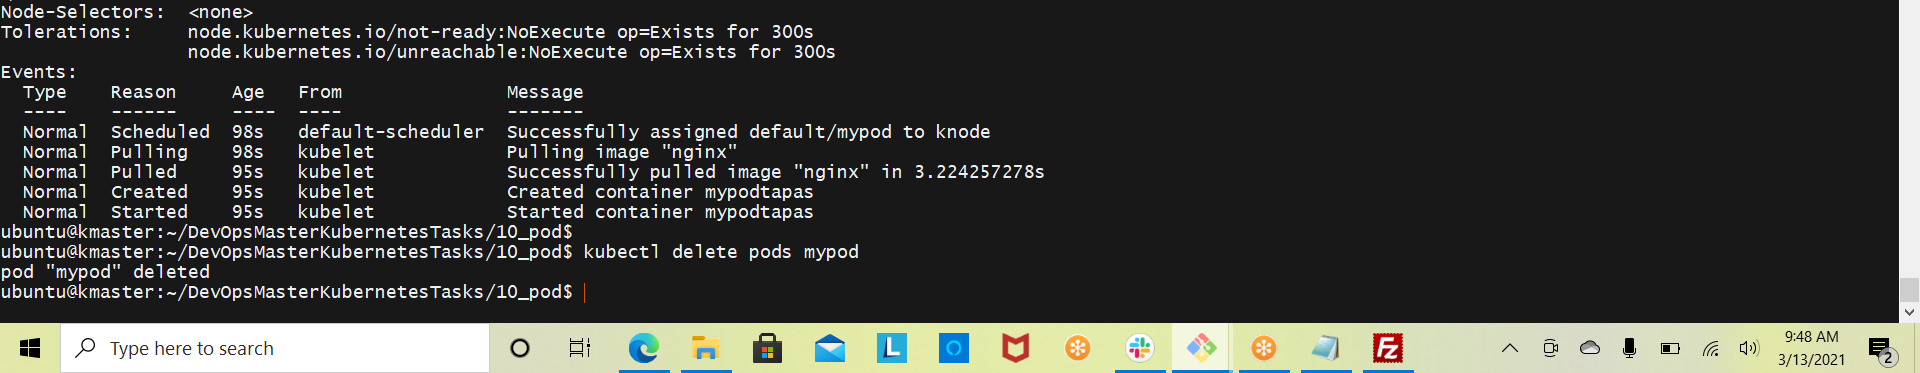 Node-Selectors:  <none>
Tolerations:     node.kubernetes.io/not-ready:NoExecute op=Exists for 300s
                 node.kubernetes.io/unreachable:NoExecute op=Exists for 300s
Events:
  Type    Reason     Age   From               Message
  ----    ------     ----  ----               -------
  Normal  Scheduled  98s   default-scheduler  Successfully assigned default/mypod to knode
  Normal  Pulling    98s   kubelet            Pulling image "nginx"
  Normal  Pulled     95s   kubelet            Successfully pulled image "nginx" in 3.224257278s
  Normal  Created    95s   kubelet            Created container mypodtapas
  Normal  Started    95s   kubelet            Started container mypodtapas
ubuntu@kmaster:~/DevOpsMasterKubernetesTasks/10_pod$
ubuntu@kmaster:~/DevOpsMasterKubernetesTasks/10_pod$ kubectl delete pods mypod
pod "mypod" deleted
ubuntu@kmaster:~/DevOpsMasterKubernetesTasks/10_pod$
Type here to search
L
Fz
9:48 AM
3/13/2021
2